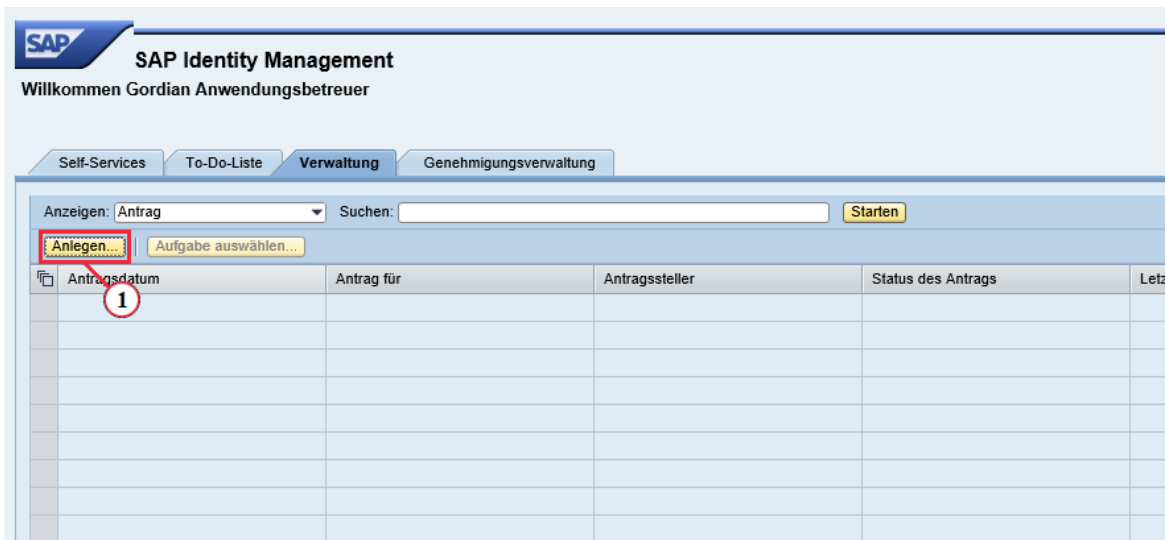 SAP
SAP Identity Management
Willkommen Gordian Anwendungsbetreuer
Self-Services To-Do-Liste Verwaltung Genehmigungsverwaltung
Anzeigen: Antrag Suchen: Starten
Anlegen... Aufgabe auswählen...
Antragsdatum Antrag für Antragssteller Status des Antrags Letz
1